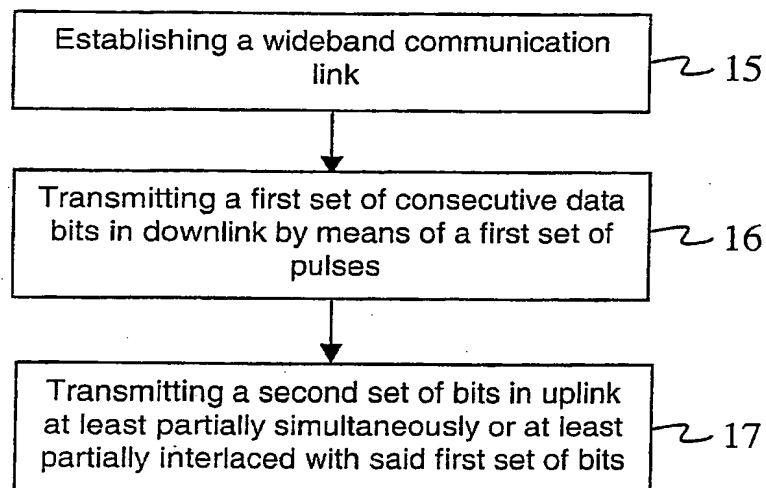 Establishing a wideband communication
link
15
Transmitting a first set of consecutive data
bits in downlink by means of a first set of
pulses
16
Transmitting a second set of bits in uplink
at least partially simultaneously or at least
partially interlaced with said first set of bits
17